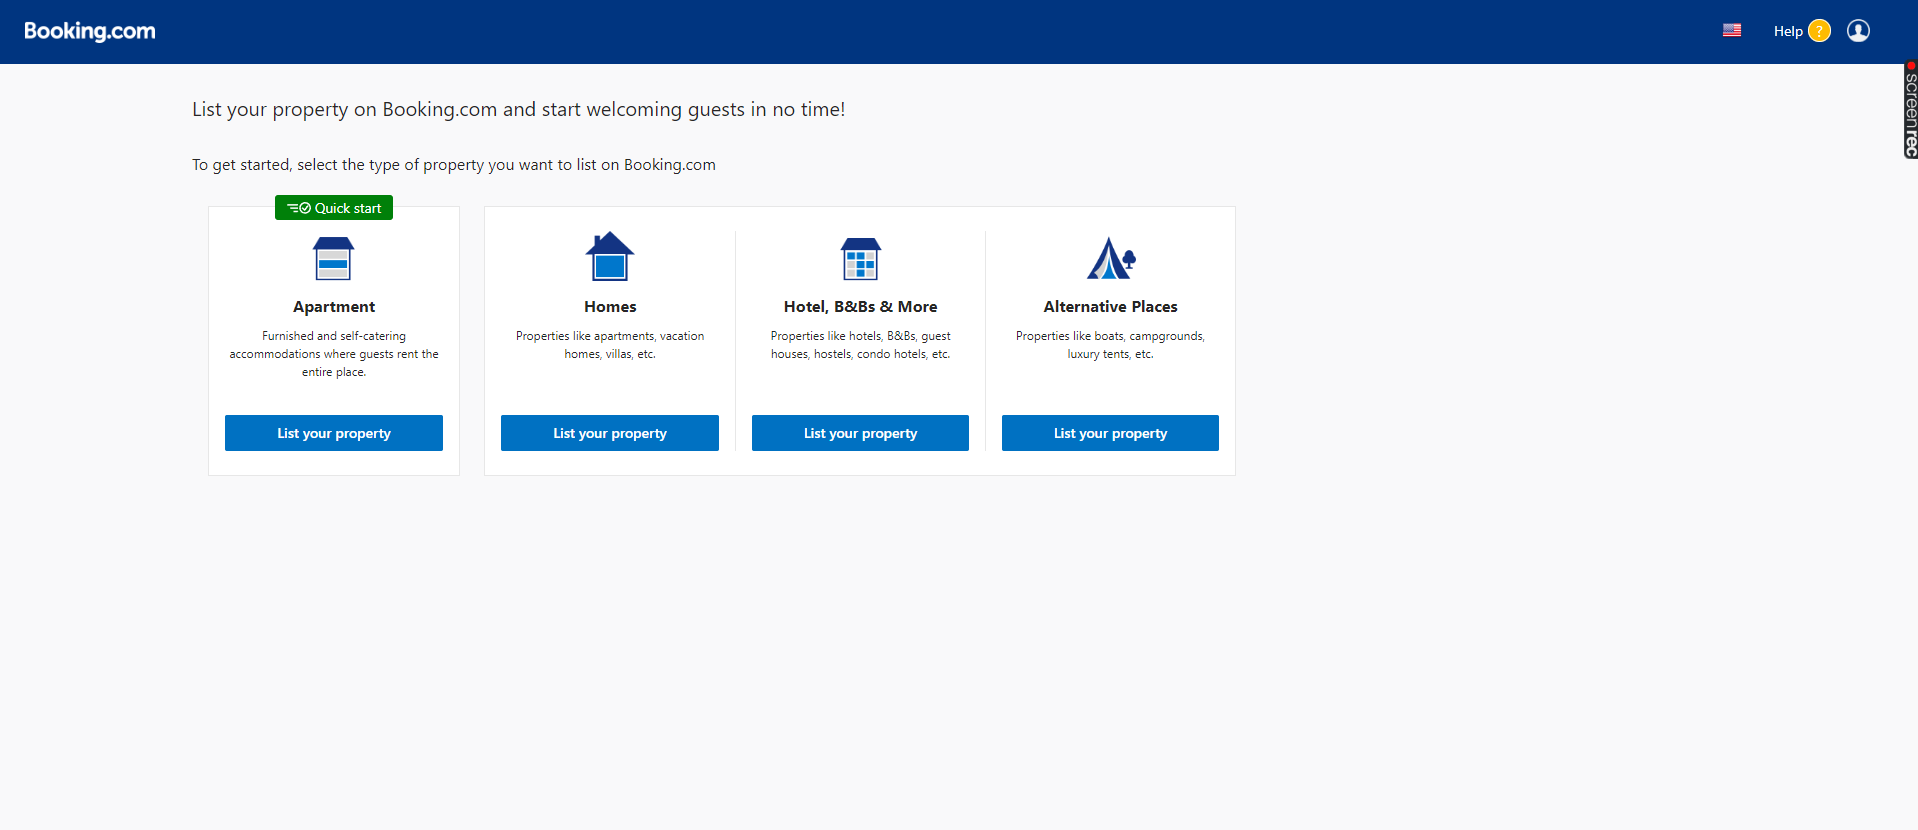 Booking.com
Help ?
screenrec
List your property on Booking.com and start welcoming guests in no time!
To get started, select the type of property you want to list on Booking.com
Quick start
Apartment
Furnished and self-catering
accommodations where guests rent the
entire place.
List your property
Homes
Properties like apartments, vacation
homes, villas, etc.
List your property
Hotel, B&Bs & More
Properties like hotels, B&Bs, guest
houses, hostels, condo hotels, etc.
List your property
Alternative Places
Properties like boats, campgrounds,
luxury tents, etc.
List your property